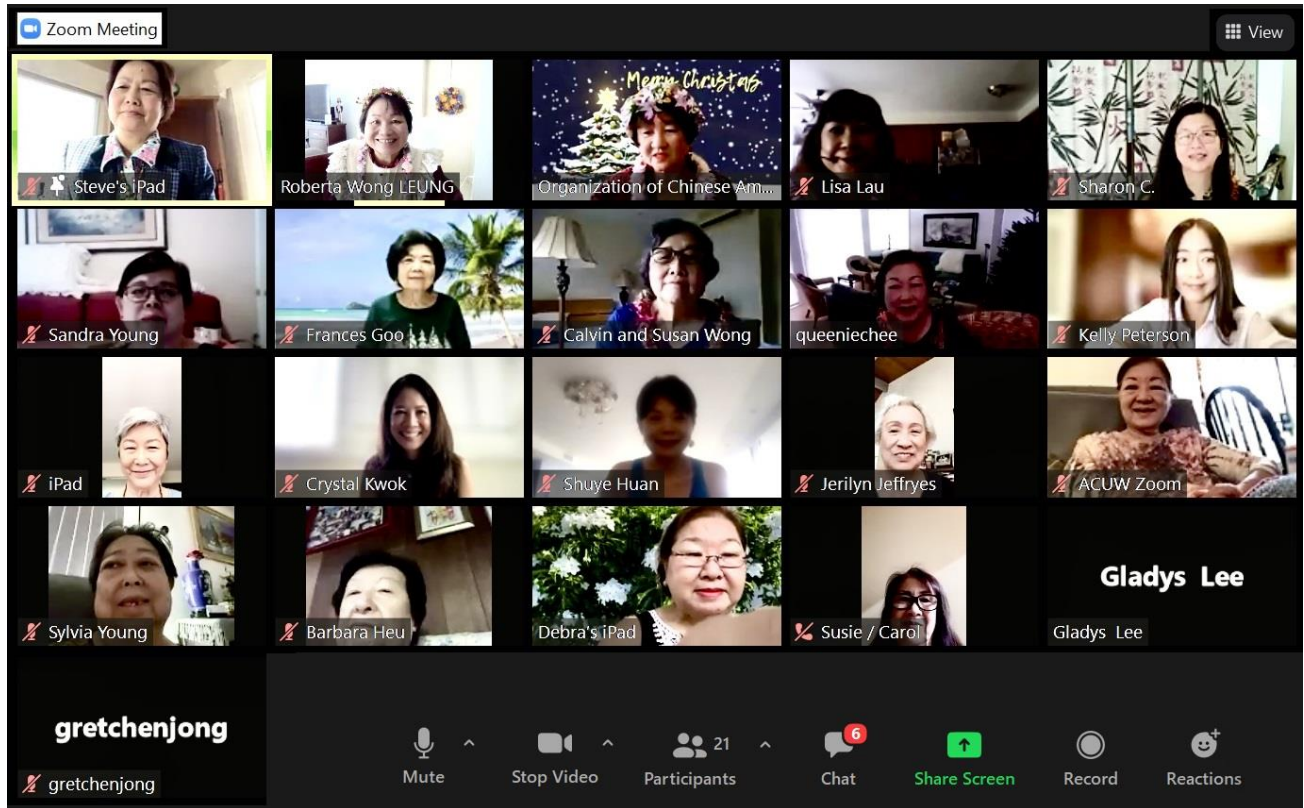 Zoom Meeting
View
Steve's iPad
Roberta Wong LEUNG
Merry Christmas
Organization of Chinese Am...
Lisa Lau
Sharon C.
Sandra Young
Frances Goo
Calvin and Susan Wong
queeniechee
Kelly Peterson
iPad
Crystal Kwok
Shuye Huan
Jerilyn Jeffryes
ACUW Zoom
Sylvia Young
Barbara Heu
Debra's iPad
Susie / Carol
Gladys Lee
Gladys Lee
gretchenjong
gretchenjong
Mute
Stop Video
21
Participants
6
Chat
Share Screen
Record
Reactions